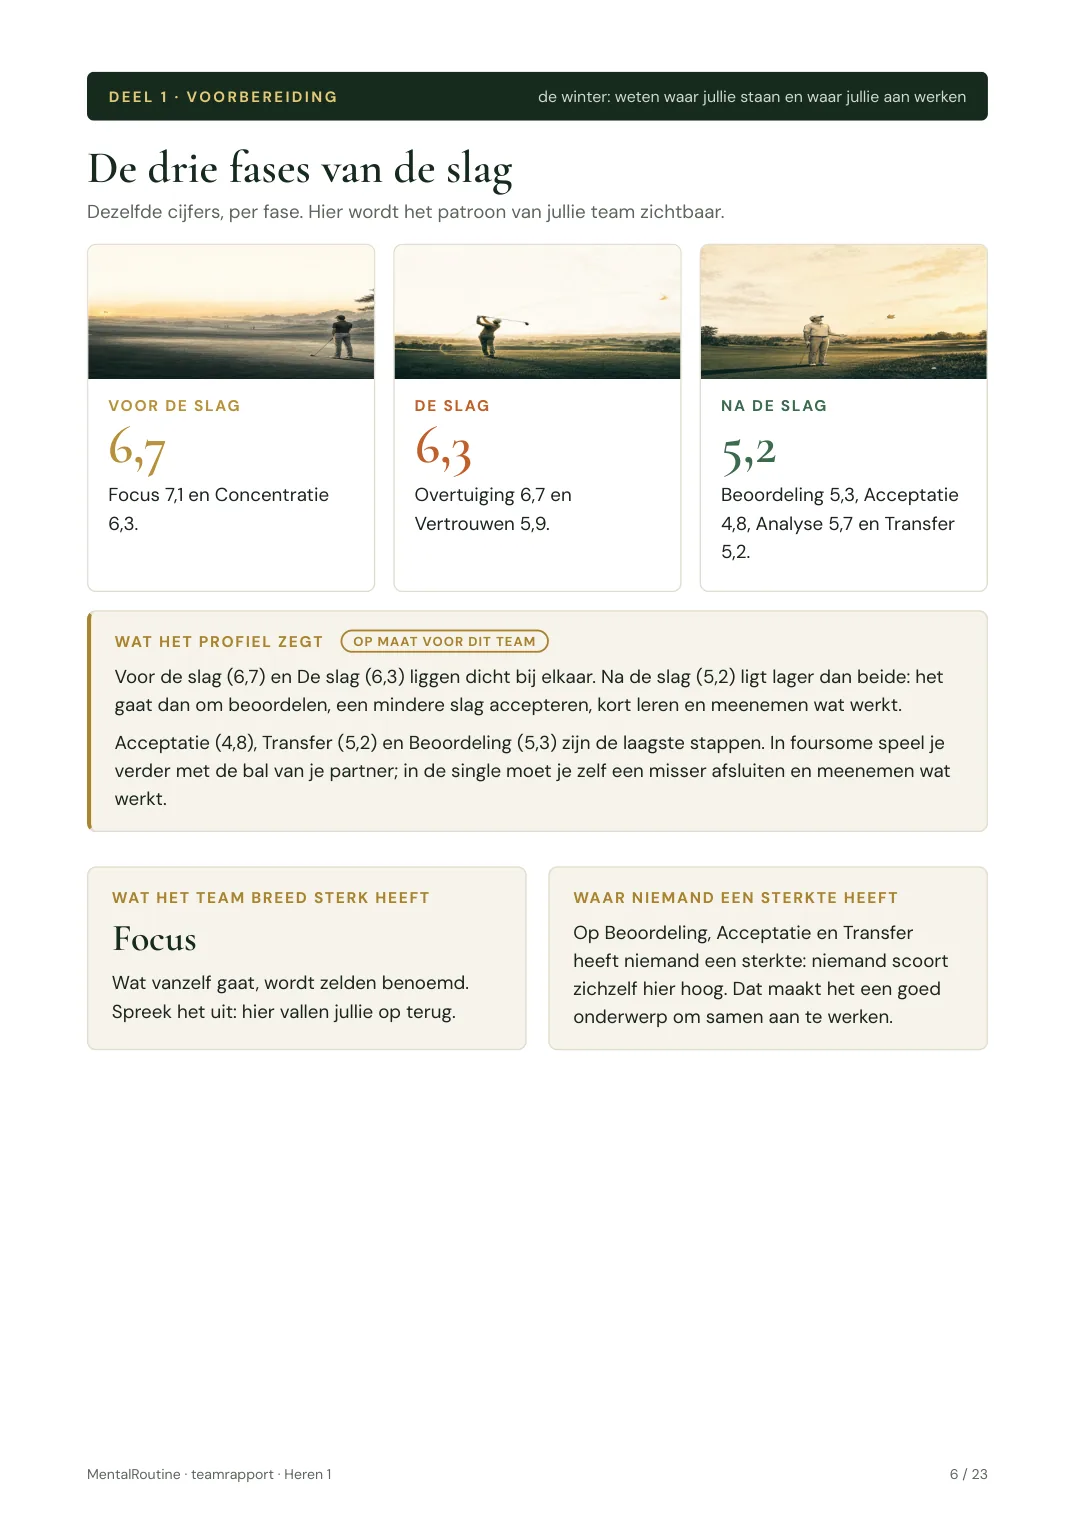 DEEL 1 · VOORBEREIDING
de winter: weten waar jullie staan en waar jullie aan werken
De drie fases van de slag
Dezelfde cijfers, per fase. Hier wordt het patroon van jullie team zichtbaar.
VOOR DE SLAG
6,7
Focus 7,1 en Concentratie
6,3.
DE SLAG
6,3
Overtuiging 6,7 en
Vertrouwen 5,9.
NA DE SLAG
5,2
Beoordeling 5,3, Acceptatie
4,8, Analyse 5,7 en Transfer
5,2.
WAT HET PROFIEL ZEGT
OP MAAT VOOR DIT TEAM
Voor de slag (6,7) en De slag (6,3) liggen dicht bij elkaar. Na de slag (5,2) ligt lager dan beide: het
gaat dan om beoordelen, een mindere slag accepteren, kort leren en meenemen wat werkt.
Acceptatie (4,8), Transfer (5,2) en Beoordeling (5,3) zijn de laagste stappen. In foursome speel je
verder met de bal van je partner; in de single moet je zelf een misser afsluiten en meenemen wat
werkt.
WAT HET TEAM BREED STERK HEEFT
Focus
Wat vanzelf gaat, wordt zelden benoemd.
Spreek het uit: hier vallen jullie op terug.
WAAR NIEMAND EEN STERKTE HEEFT
Op Beoordeling, Acceptatie en Transfer
heeft niemand een sterkte: niemand scoort
zichzelf hier hoog. Dat maakt het een goed
onderwerp om samen aan te werken.
MentalRoutine · teamrapport · Heren 1
6 / 23